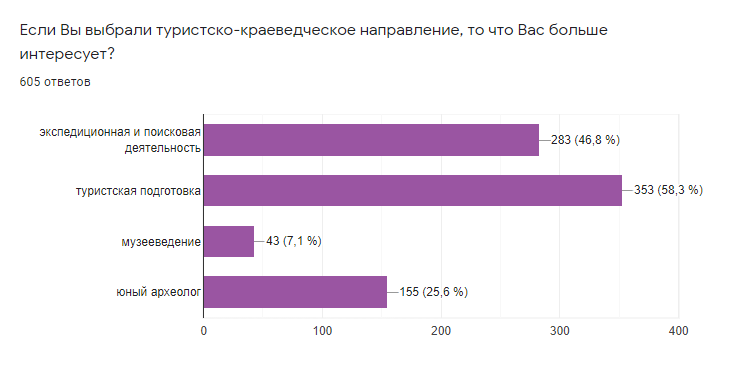 Если Вы выбрали туристско-краеведческое направление, то что Вас больше
интересует?
605 ответов
экспедиционная и поисковая
деятельность
283 (46,8 %)
туристская подготовка
353 (58,3 %)
музееведение
43 (7,1 %)
юный археолог
155 (25,6 %)
0 100 200 300 400